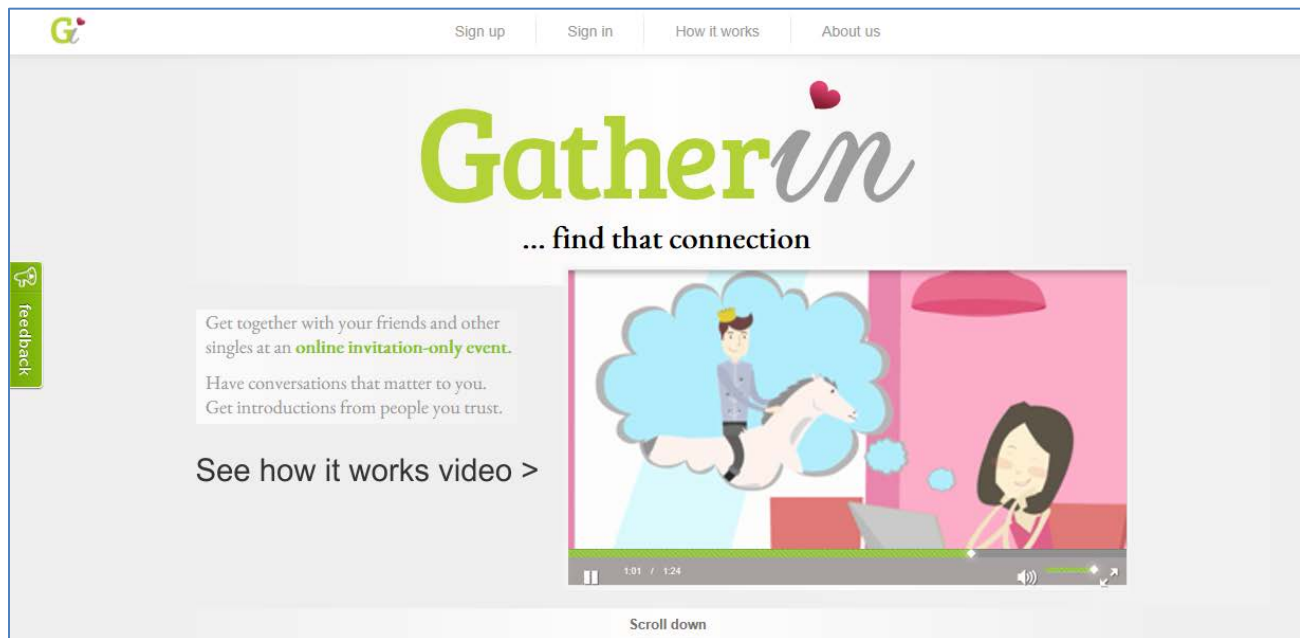 Gi
Sign up
Sign in
How it works
About us
Gatherin
... find that connection
feedback
Get together with your friends and other
singles at an online invitation-only event.
Have conversations that matter to you.
Get introductions from people you trust.
See how it works video >
1:01 / 1:24
Scroll down